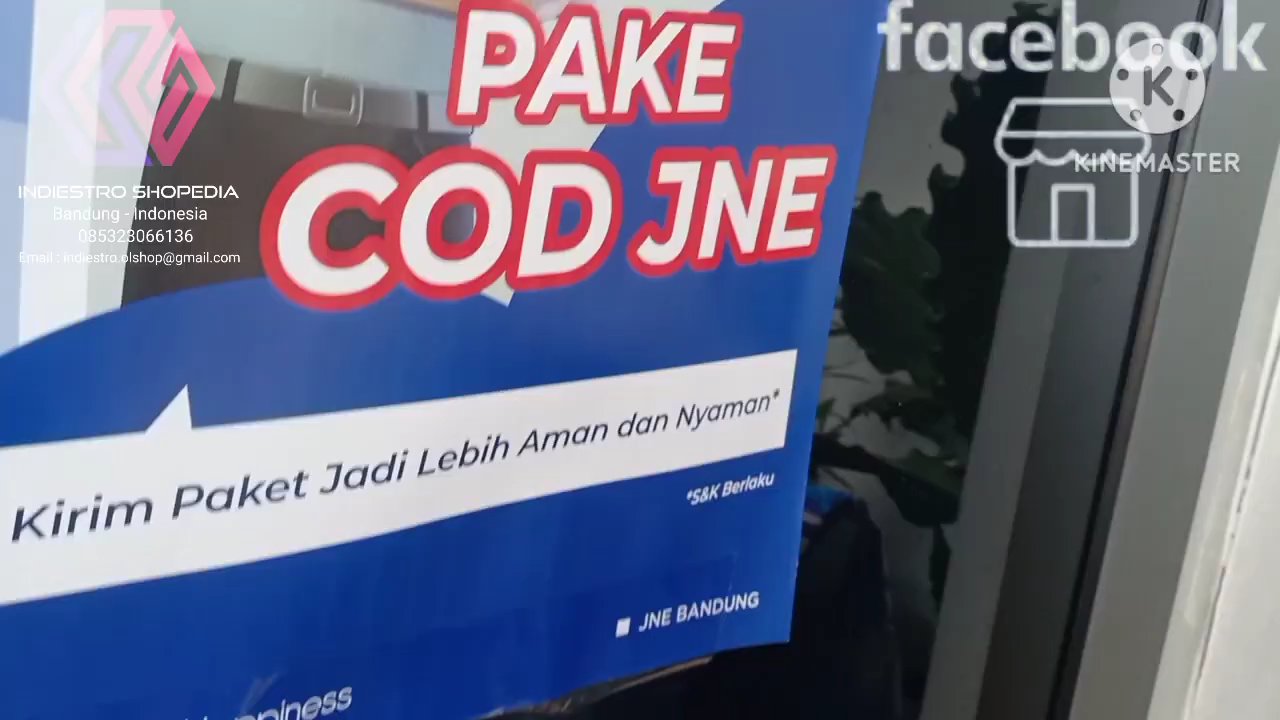 PAKE
COD JNE
Kirim Paket Jadi Lebih Aman dan Nyaman*
*S&K Berlaku
JNE BANDUNG
INDIESTRO SHOPEDIA
Bandung - Indonesia
085323066136
Email : indiestro.olshop@gmail.com
facebook
K
KINEMASTER